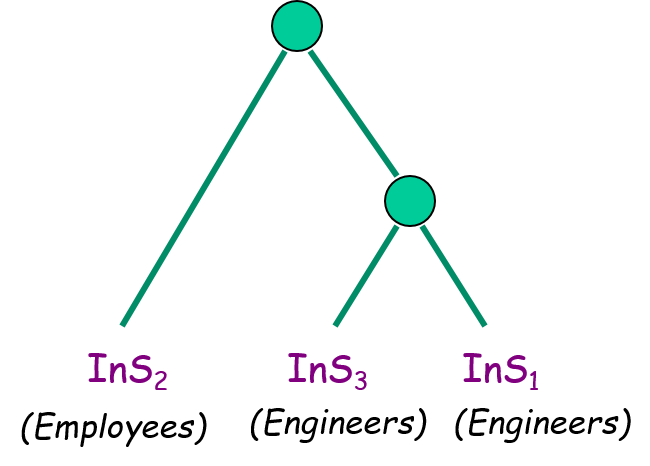 InS₂ InS₃ InS₁
(Employees) (Engineers) (Engineers)